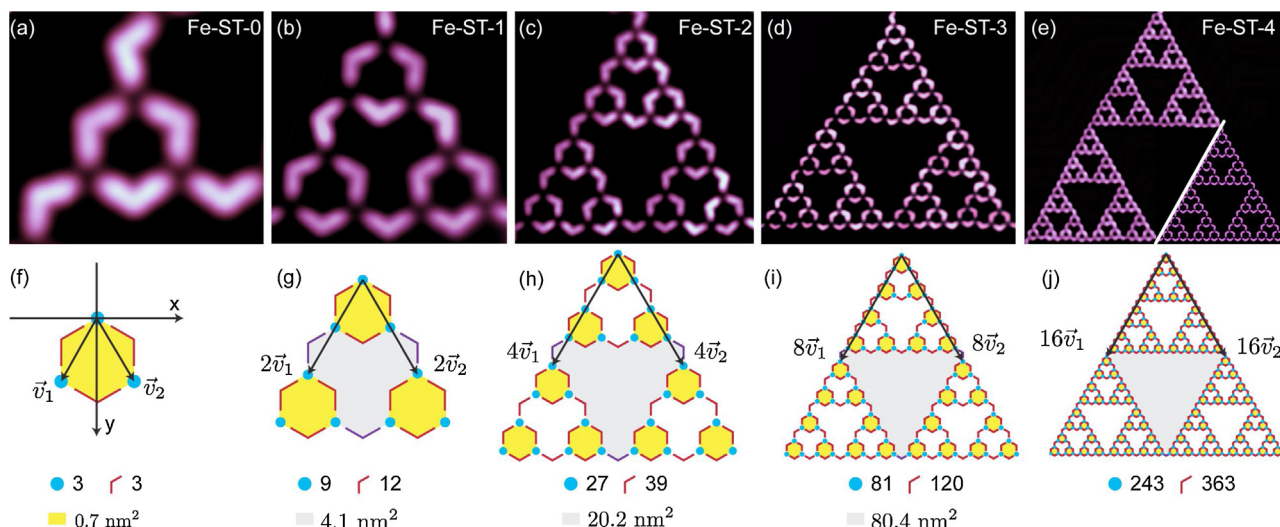 (a) Fe-ST-0
(b) Fe-ST-1
(c) Fe-ST-2
(d) Fe-ST-3
(e) Fe-ST-4
(f)
x
y
v⃗₁
v⃗₂
3 3
0.7 nm²
(g)
2v⃗₁
2v⃗₂
9 12
4.1 nm²
(h)
4v⃗₁
4v⃗₂
27 39
20.2 nm²
(i)
8v⃗₁
8v⃗₂
81 120
80.4 nm²
(j)
16v⃗₁
16v⃗₂
243 363